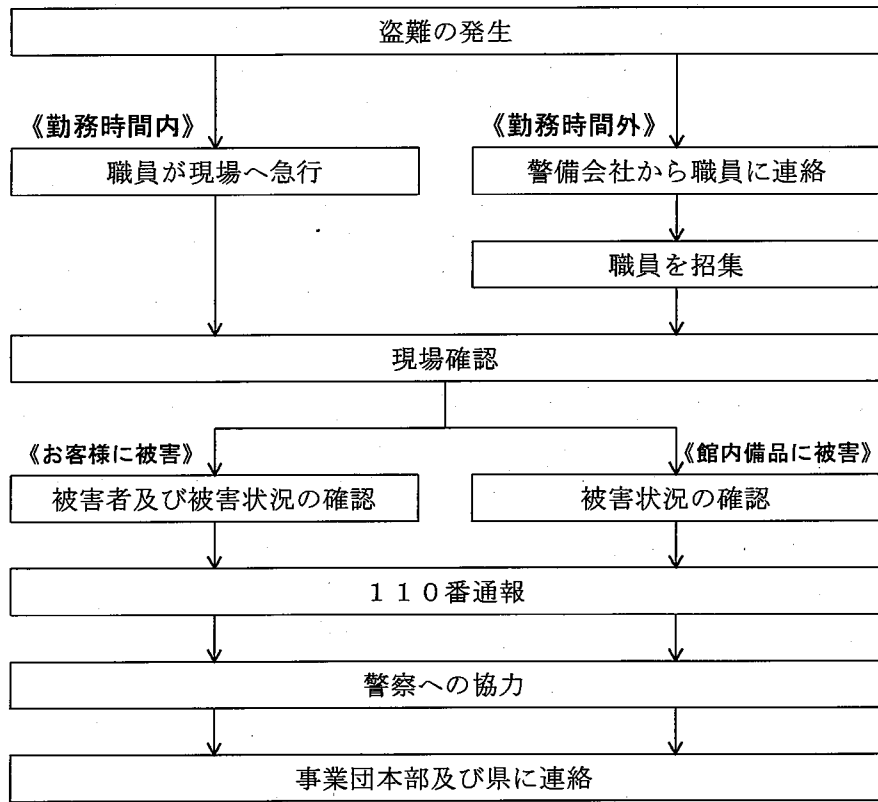 盗難の発生
《勤務時間内》
《勤務時間外》
職員が現場へ急行
警備会社から職員に連絡
職員を招集
現場確認
《お客様に被害》
《館内備品に被害》
被害者及び被害状況の確認
被害状況の確認
１１０番通報
警察への協力
事業団本部及び県に連絡